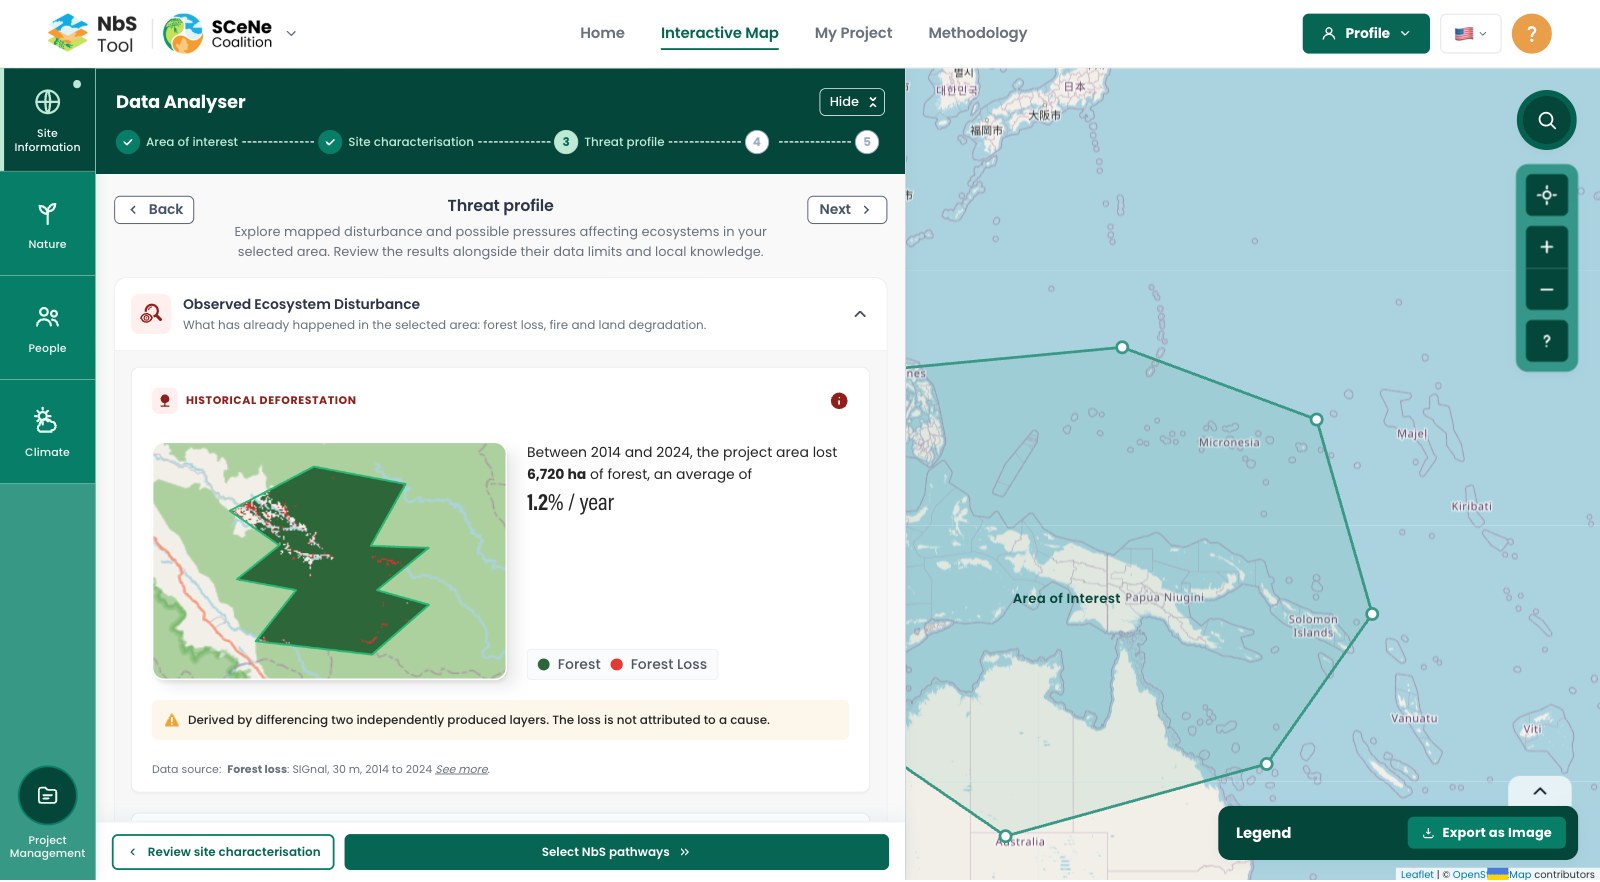 NbS
Tool
SCeNe
Coalition
Home
Interactive Map
My Project
Methodology
Profile
?
Site
Information
Nature
People
Climate
Project
Management
Data Analyser
Hide
Area of interest
Site characterisation
3
Threat profile
4
5
Back
Threat profile
Next
Explore mapped disturbance and possible pressures affecting ecosystems in your
selected area. Review the results alongside their data limits and local knowledge.
Observed Ecosystem Disturbance
What has already happened in the selected area: forest loss, fire and land degradation.
HISTORICAL DEFORESTATION
Between 2014 and 2024, the project area lost
6,720 ha of forest, an average of
1.2% / year
Forest
Forest Loss
Derived by differencing two independently produced layers. The loss is not attributed to a cause.
Data source: Forest loss: SIGnal, 30 m, 2014 to 2024 See more.
Review site characterisation
Select NbS pathways
대한민국
日本
大阪市
福岡市
Micronesia
Majel
Kiribati
Area of Interest
Papua Niugini
Solomon
Islands
Vanuatu
Viti
Australia
+
−
?
Legend
Export as Image
Leaflet | © OpenS Map contributors